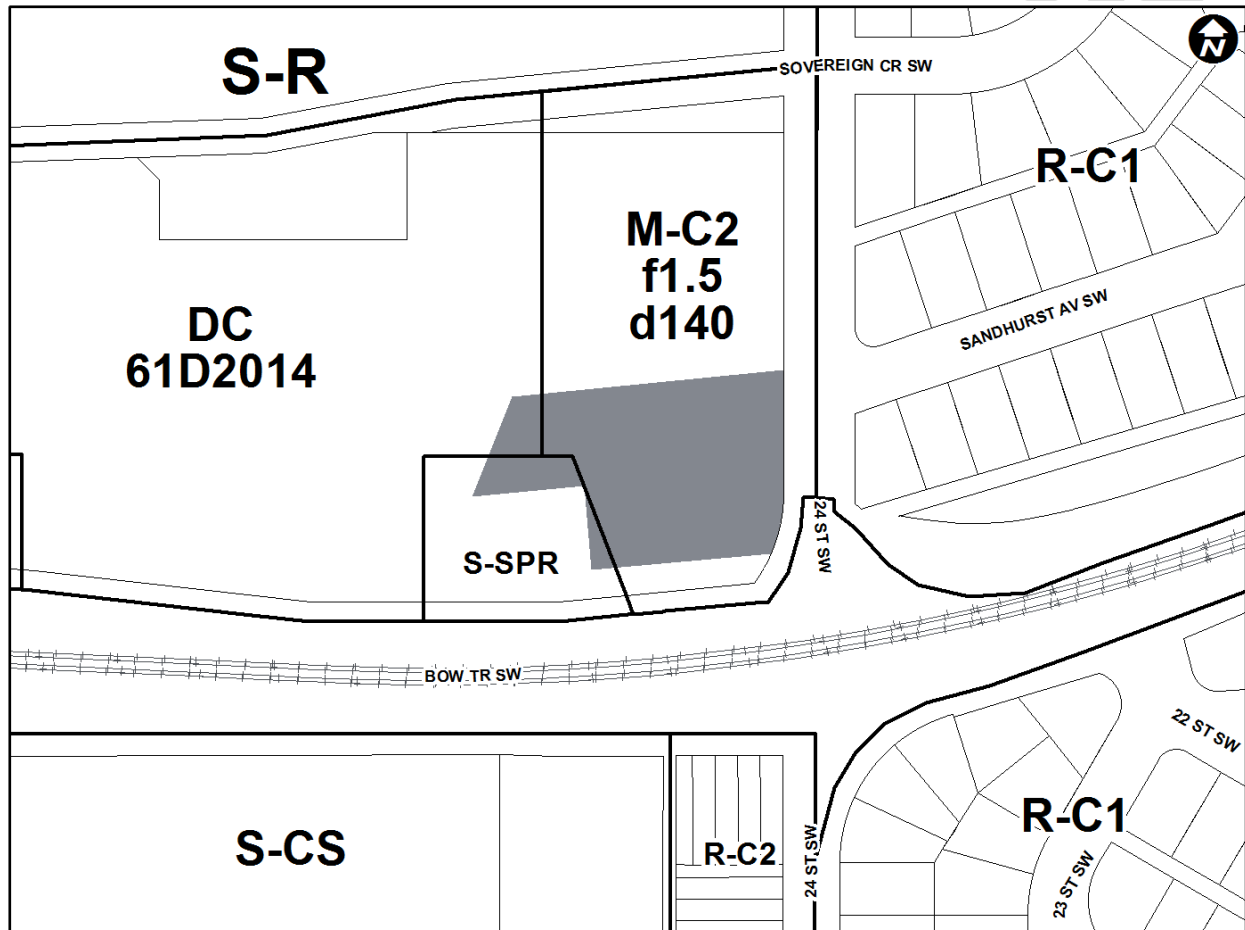 N
SOVEREIGN CR SW
S-R
R-C1
M-C2
f1.5
d140
DC
61D2014
SANDHURST AV SW
24 ST SW
S-SPR
BOW TR SW
22 ST SW
S-CS
R-C2
24 ST SW
R-C1
23 ST SW